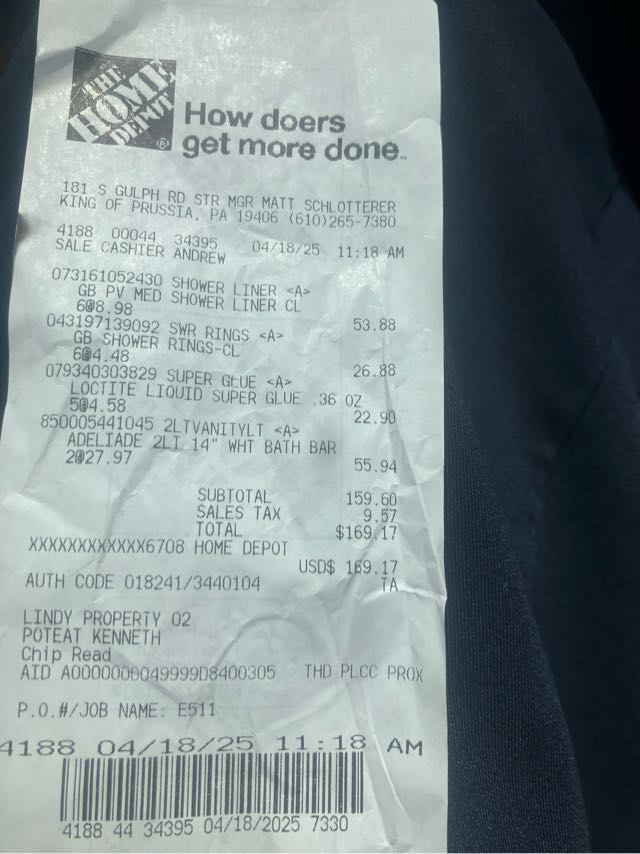 THE
HOME
DEPOT
®
How doers
get more done™
181 S GULPH RD STR MGR MATT SCHLOTTERER
KING OF PRUSSIA, PA 19406 (610)265-7380
4188 00044 34395 04/18/25 11:18 AM
SALE CASHIER ANDREW
073161052430 SHOWER LINER <A>
GB PV MED SHOWER LINER CL
6@8.98 53.88
043197139092 SWR RINGS <A>
GB SHOWER RINGS-CL
6@4.48 26.88
079340303829 SUPER GLUE <A>
LOCTITE LIQUID SUPER GLUE .36 OZ
5@4.58 22.90
850005441045 2LTVANITYLT <A>
ADELIADE 2LT 14" WHT BATH BAR
2@27.97 55.94
SUBTOTAL 159.60
SALES TAX 9.57
TOTAL $169.17
XXXXXXXXXXXX6708 HOME DEPOT
USD$ 169.17
AUTH CODE 018241/3440104 TA
LINDY PROPERTY 02
POTEAT KENNETH
Chip Read
AID A0000000049999D8400305 THD PLCC PROX
P.O.#/JOB NAME: E511
4188 04/18/25 11:18 AM
4188 44 34395 04/18/2025 7330